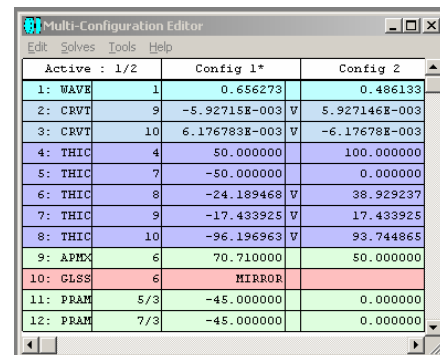 Multi-Configuration Editor
Edit Solves Tools Help
Active : 1/2 Config 1* Config 2
1: WAVE 1 0.656273 0.486133
2: CRVT 9 -5.92715E-003 V 5.927146E-003
3: CRVT 10 6.176783E-003 V -6.17678E-003
4: THIC 4 50.000000 100.000000
5: THIC 7 -50.000000 0.000000
6: THIC 8 -24.189468 V 38.929237
7: THIC 9 -17.433925 V 17.433925
8: THIC 10 -96.196963 V 93.744865
9: APMX 6 70.710000 50.000000
10: GLSS 6 MIRROR
11: PRAM 5/3 -45.000000 0.000000
12: PRAM 7/3 -45.000000 0.000000